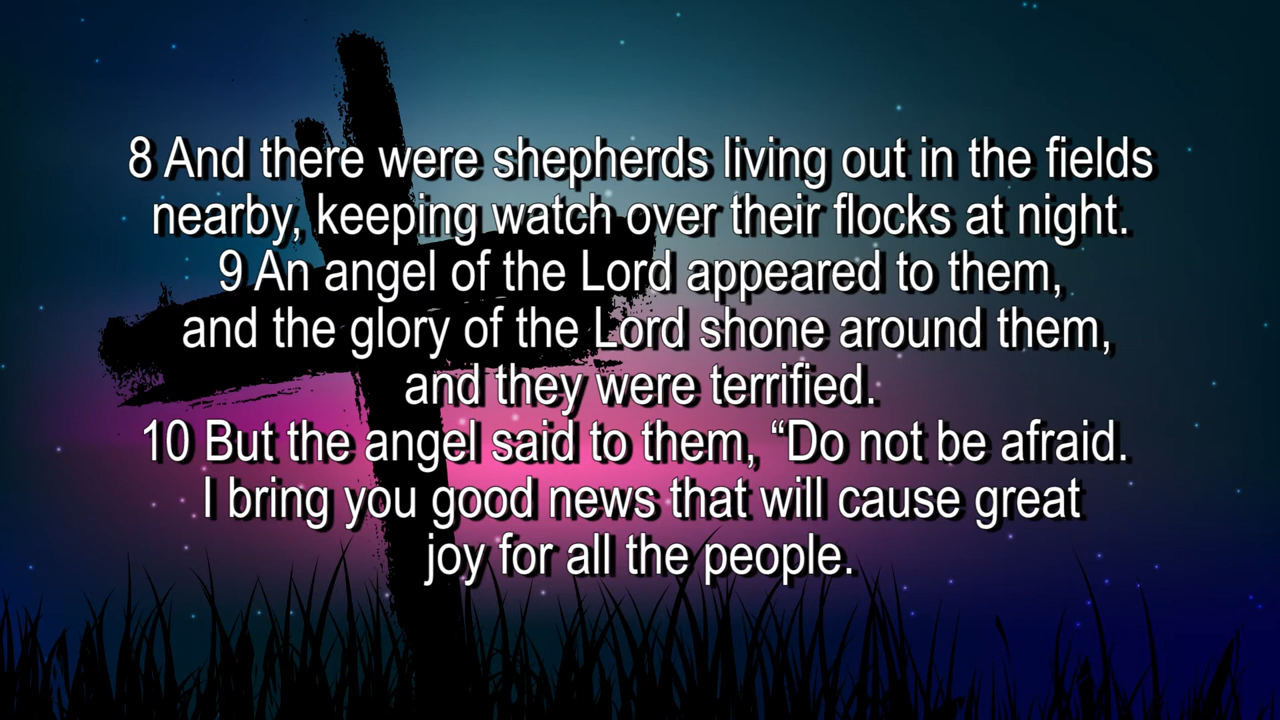 8 And there were shepherds living out in the fields
nearby, keeping watch over their flocks at night.
9 An angel of the Lord appeared to them,
and the glory of the Lord shone around them,
and they were terrified.
10 But the angel said to them, “Do not be afraid.
I bring you good news that will cause great
joy for all the people.